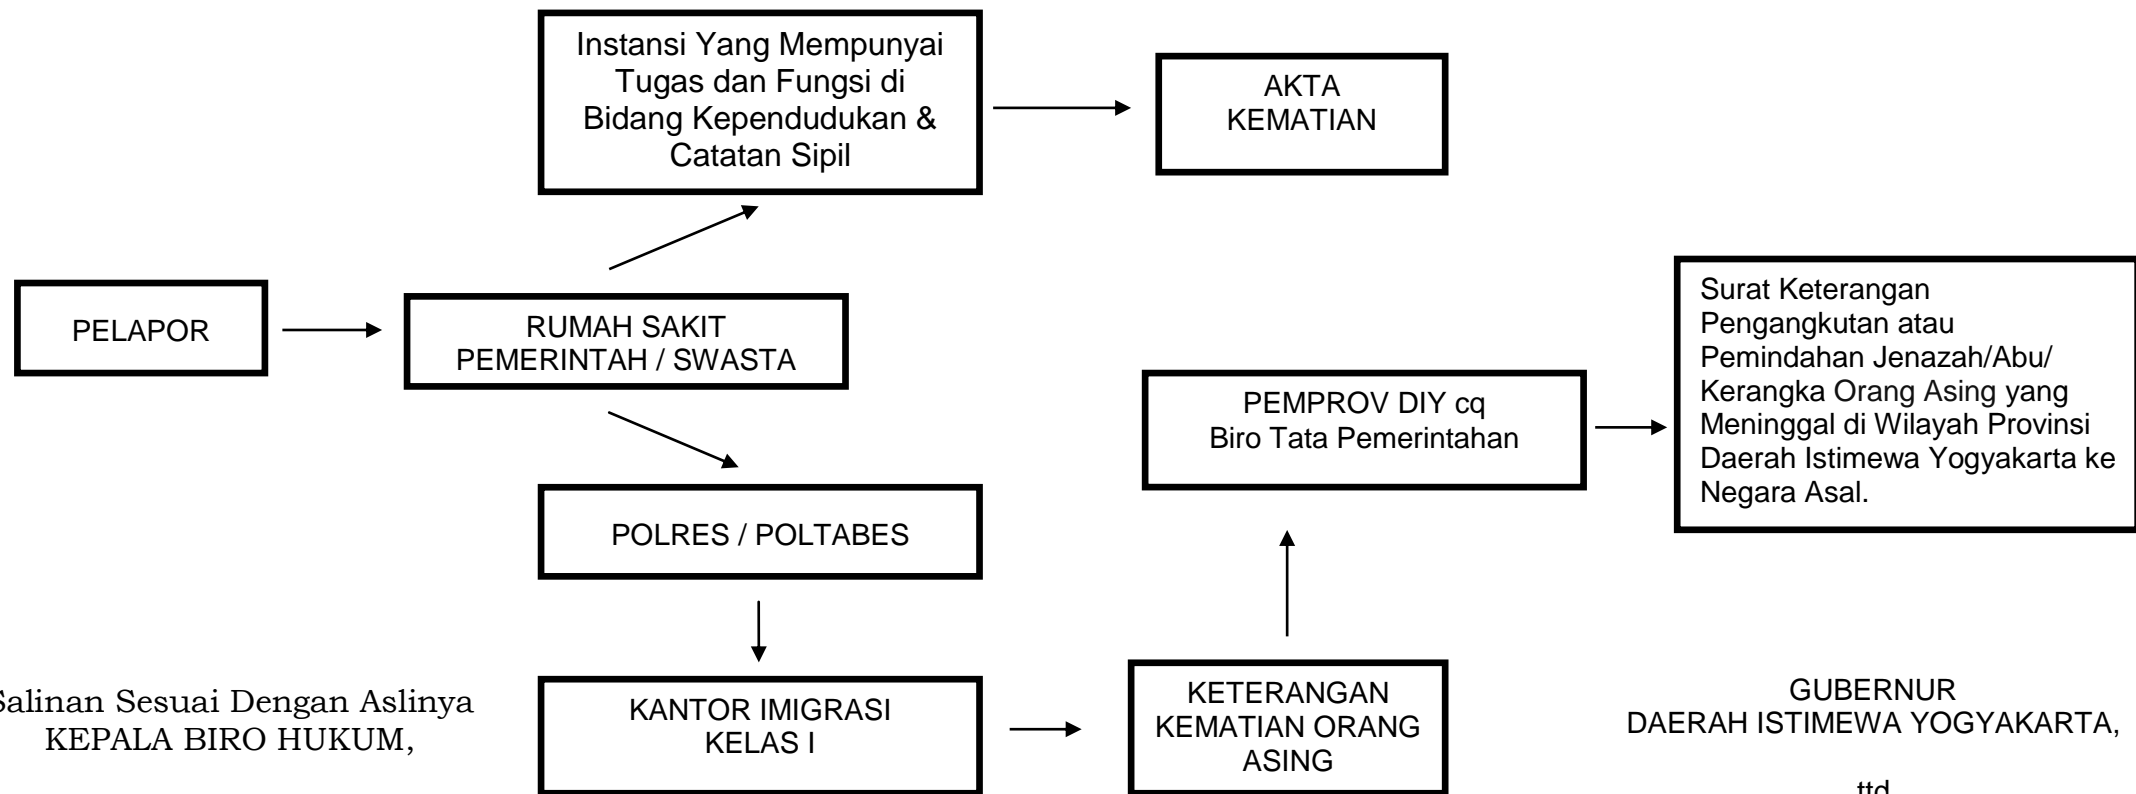 Instansi Yang Mempunyai
Tugas dan Fungsi di
Bidang Kependudukan &
Catatan Sipil
AKTA
KEMATIAN
PELAPOR
RUMAH SAKIT
PEMERINTAH / SWASTA
Surat Keterangan
Pengangkutan atau
Pemindahan Jenazah/Abu/
Kerangka Orang Asing yang
Meninggal di Wilayah Provinsi
Daerah Istimewa Yogyakarta ke
Negara Asal.
PEMPROV DIY cq
Biro Tata Pemerintahan
POLRES / POLTABES
Salinan Sesuai Dengan Aslinya
KEPALA BIRO HUKUM,
KANTOR IMIGRASI
KELAS I
KETERANGAN
KEMATIAN ORANG
ASING
GUBERNUR
DAERAH ISTIMEWA YOGYAKARTA,
ttd